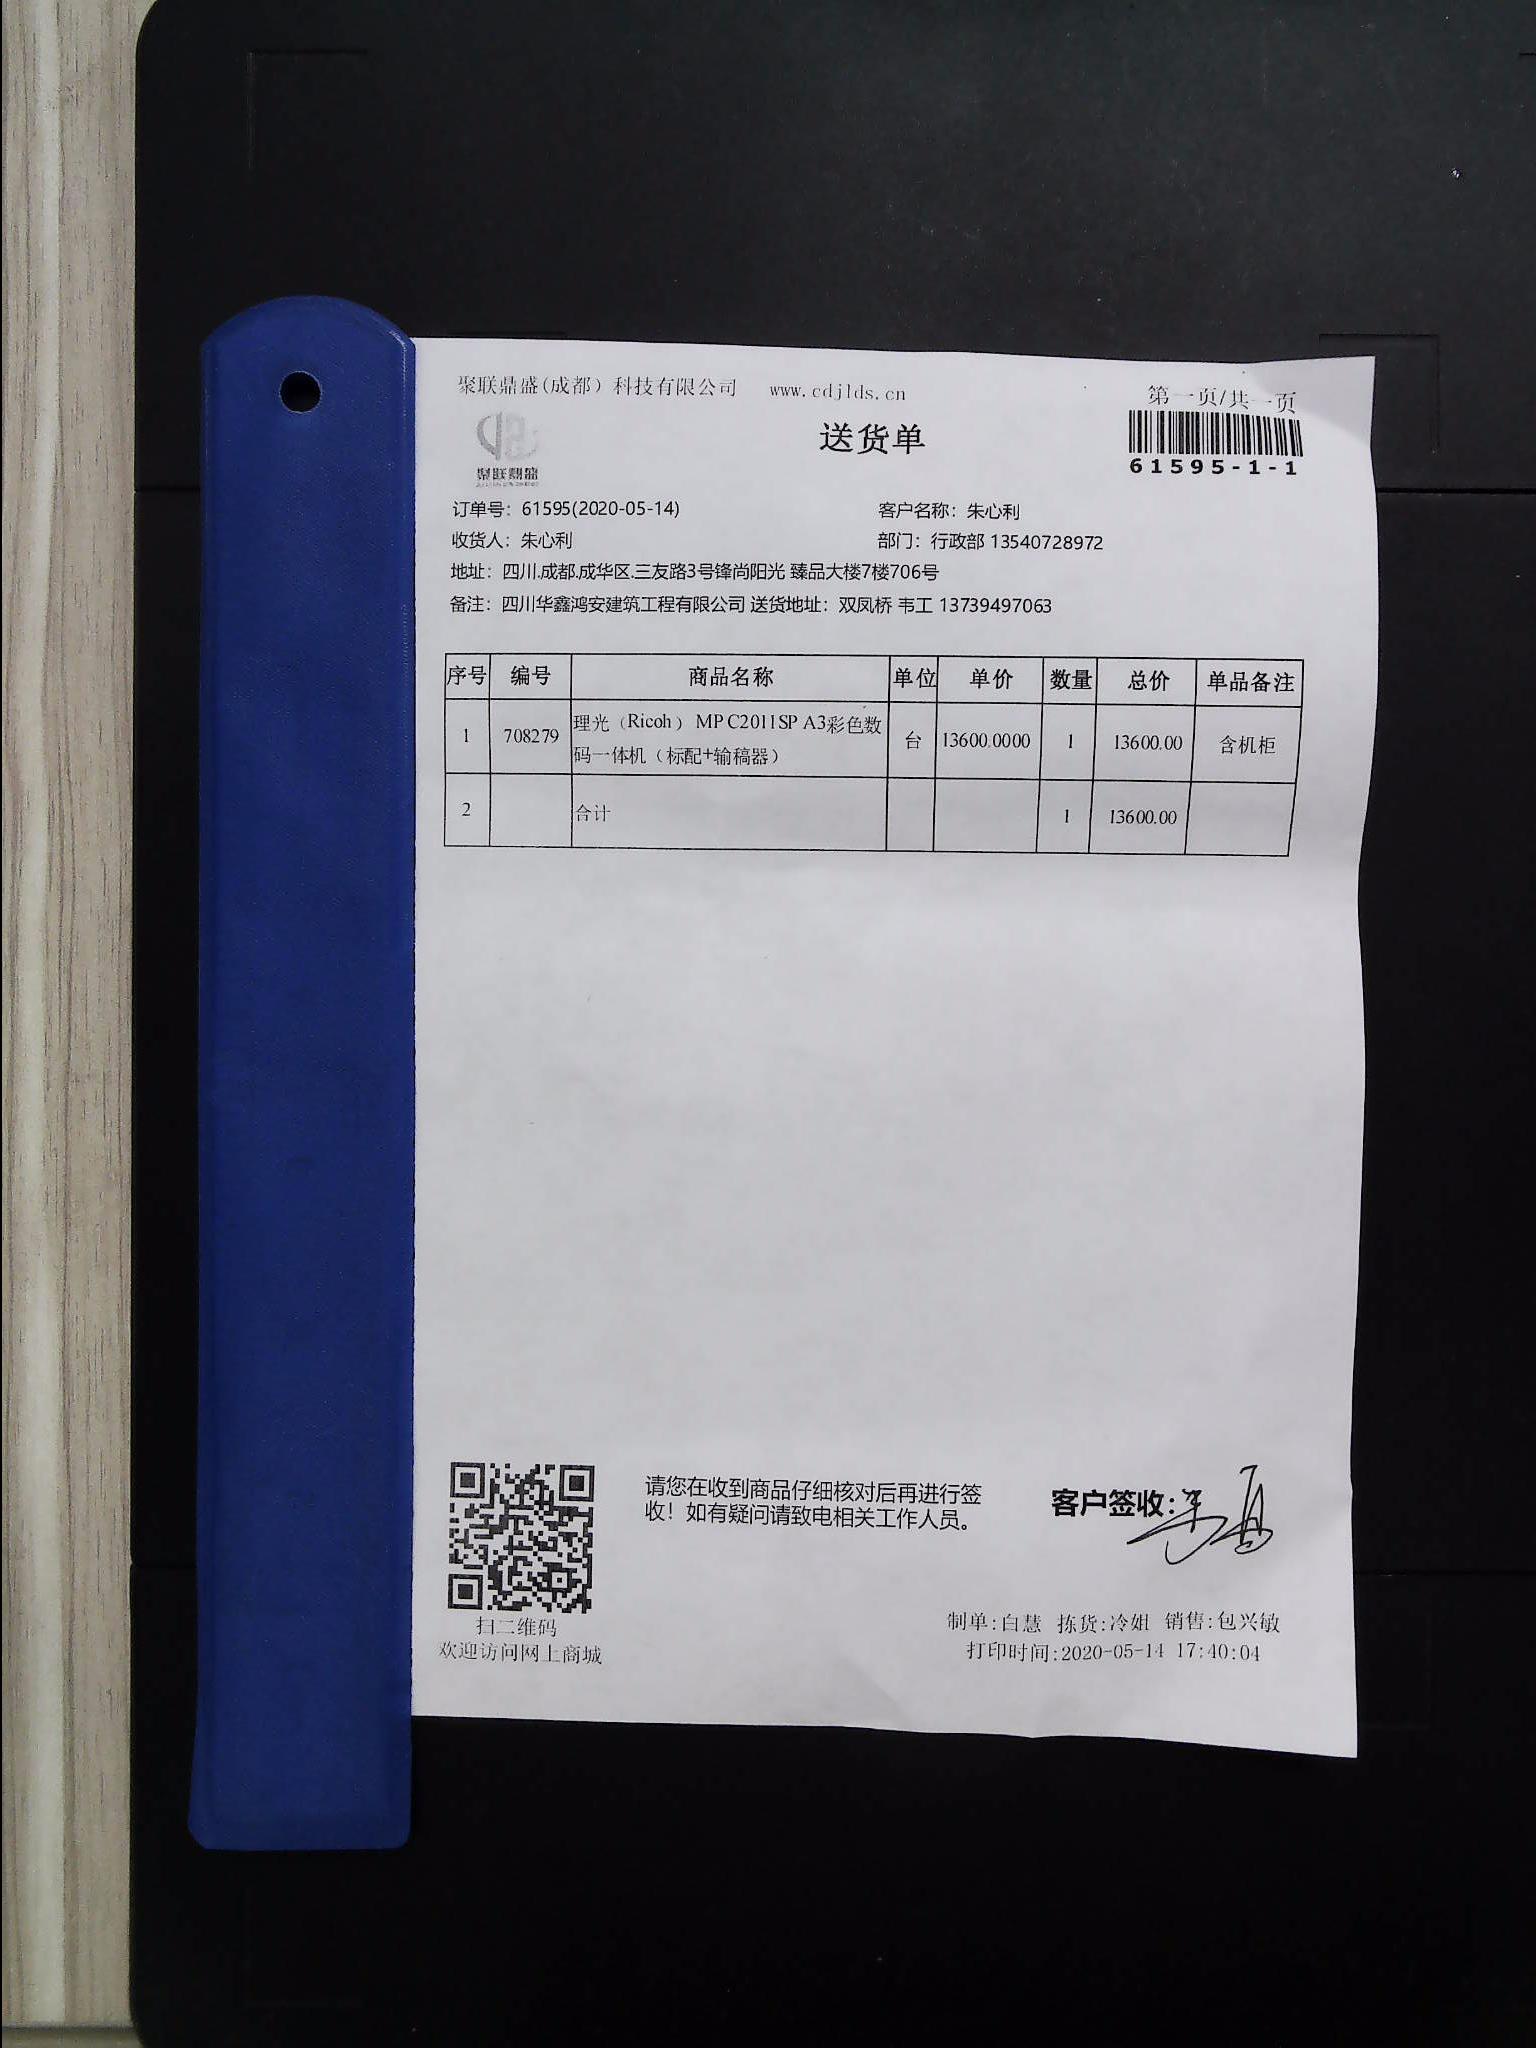 聚联鼎盛(成都）科技有限公司 www.cdjlds.cn
第一页/共一页
聚联鼎盛
送货单
61595-1-1
订单号：61595(2020-05-14) 客户名称：朱心利
收货人：朱心利 部门：行政部 13540728972
地址：四川.成都.成华区.三友路3号锋尚阳光 臻品大楼7楼706号
备注：四川华鑫鸿安建筑工程有限公司 送货地址：双凤桥 韦工 13739497063
序号 编号 商品名称 单位 单价 数量 总价 单品备注
1 708279 理光（Ricoh） MP C2011SP A3彩色数 台 13600.0000 1 13600.00 含机柜
码一体机（标配+输稿器）
2 合计 1 13600.00
请您在收到商品仔细核对后再进行签
收！如有疑问请致电相关工作人员。
客户签收:
扫二维码
欢迎访问网上商城
制单:白慧 拣货:冷姐 销售:包兴敏
打印时间:2020-05-14 17:40:04